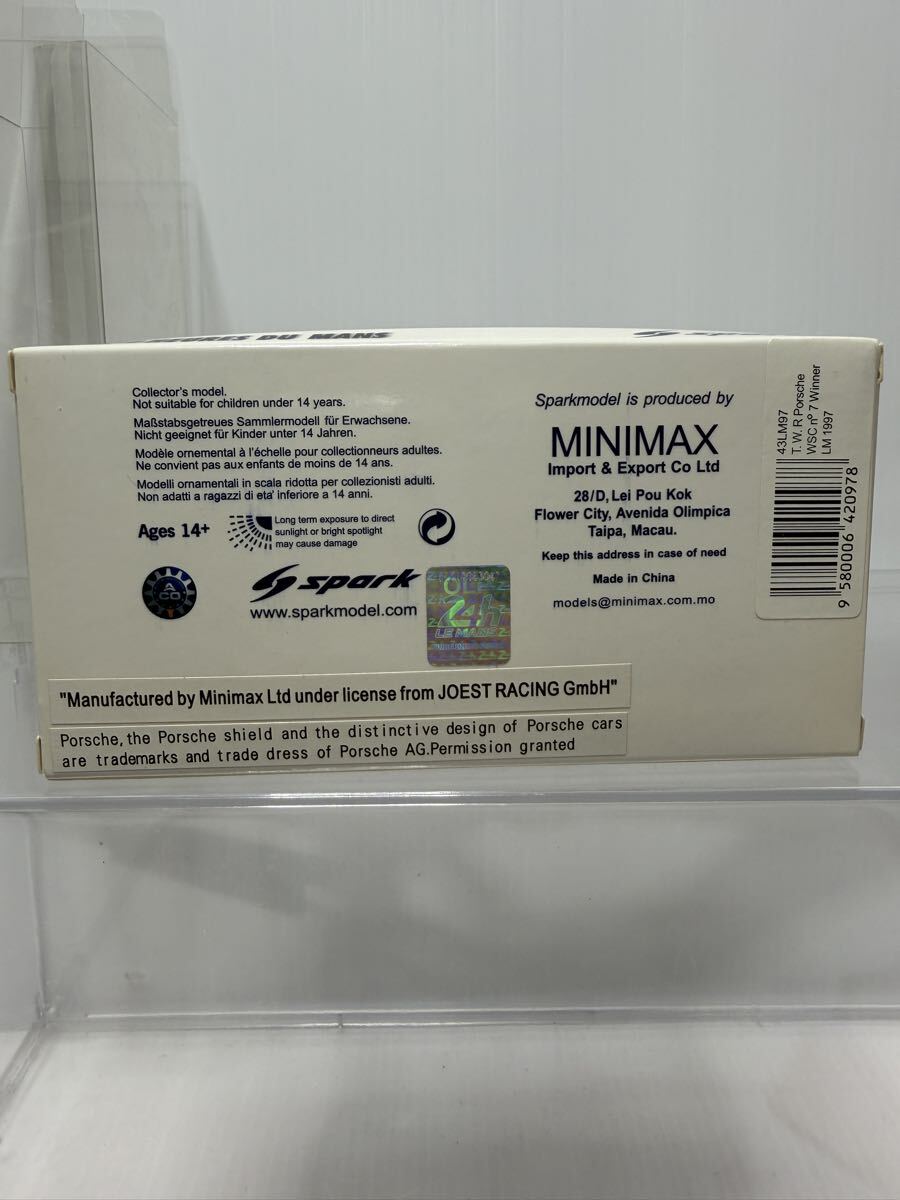 HEURES DU MANS
spark
Collector's model.
Not suitable for children under 14 years.
Maßstabsgetreues Sammlermodell für Erwachsene.
Nicht geeignet für Kinder unter 14 Jahren.
Modèle ornemental à l'échelle pour collectionneurs adultes.
Ne convient pas aux enfants de moins de 14 ans.
Modelli ornamentali in scala ridotta per collezionisti adulti.
Non adatti a ragazzi di eta' inferiore a 14 anni.
Ages 14+
Long term exposure to direct
sunlight or bright spotlight
may cause damage
ACO
spark
www.sparkmodel.com
24h
LE MANS
Sparkmodel is produced by
MINIMAX
Import & Export Co Ltd
28/D, Lei Pou Kok
Flower City, Avenida Olimpica
Taipa, Macau.
Keep this address in case of need
Made in China
models@minimax.com.mo
43LM97
T. W. R Porsche
WSC nº 7 Winner
LM 1997
9 580006 420978
"Manufactured by Minimax Ltd under license from JOEST RACING GmbH"
Porsche, the Porsche shield and the distinctive design of Porsche cars
are trademarks and trade dress of Porsche AG.Permission granted